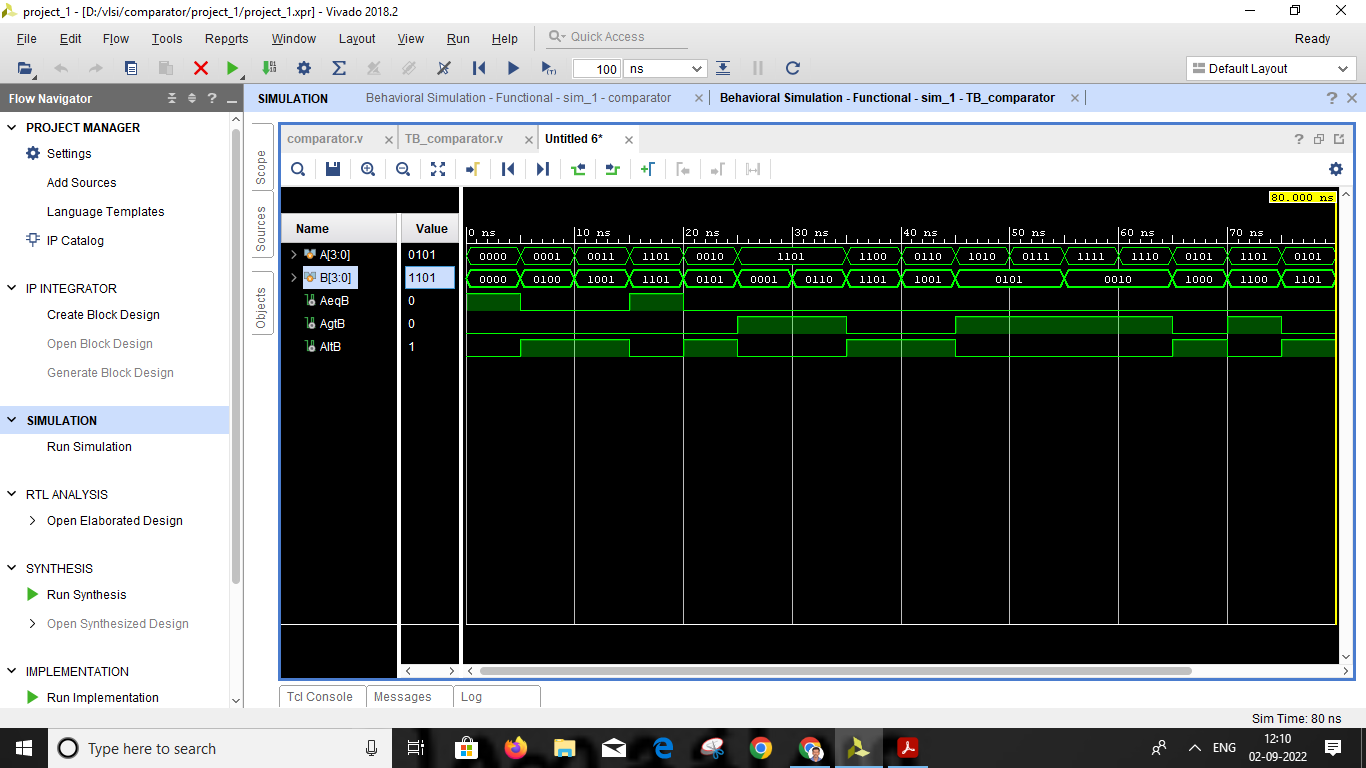 project_1 - [D:/vlsi/comparator/project_1/project_1.xpr] - Vivado 2018.2
File Edit Flow Tools Reports Window Layout View Run Help Quick Access Ready
100 ns Default Layout
Flow Navigator
SIMULATION Behavioral Simulation - Functional - sim_1 - comparator Behavioral Simulation - Functional - sim_1 - TB_comparator
PROJECT MANAGER
Settings
Add Sources
Language Templates
IP Catalog
IP INTEGRATOR
Create Block Design
Open Block Design
Generate Block Design
SIMULATION
Run Simulation
RTL ANALYSIS
Open Elaborated Design
SYNTHESIS
Run Synthesis
Open Synthesized Design
IMPLEMENTATION
Run Implementation
Scope
Sources
Objects
comparator.v TB_comparator.v Untitled 6*
80.000 ns
Name Value 0 ns 10 ns 20 ns 30 ns 40 ns 50 ns 60 ns 70 ns
A[3:0] 0101 0000 0001 0011 1101 0010 1101 1100 0110 1010 0111 1111 1110 0101 1101 0101
B[3:0] 1101 0000 0100 1001 1101 0101 0001 0110 1101 1001 0101 0010 1000 1100 1101
AeqB 0
AgtB 0
AltB 1
Tcl Console Messages Log
Sim Time: 80 ns
Type here to search
ENG
12:10
02-09-2022